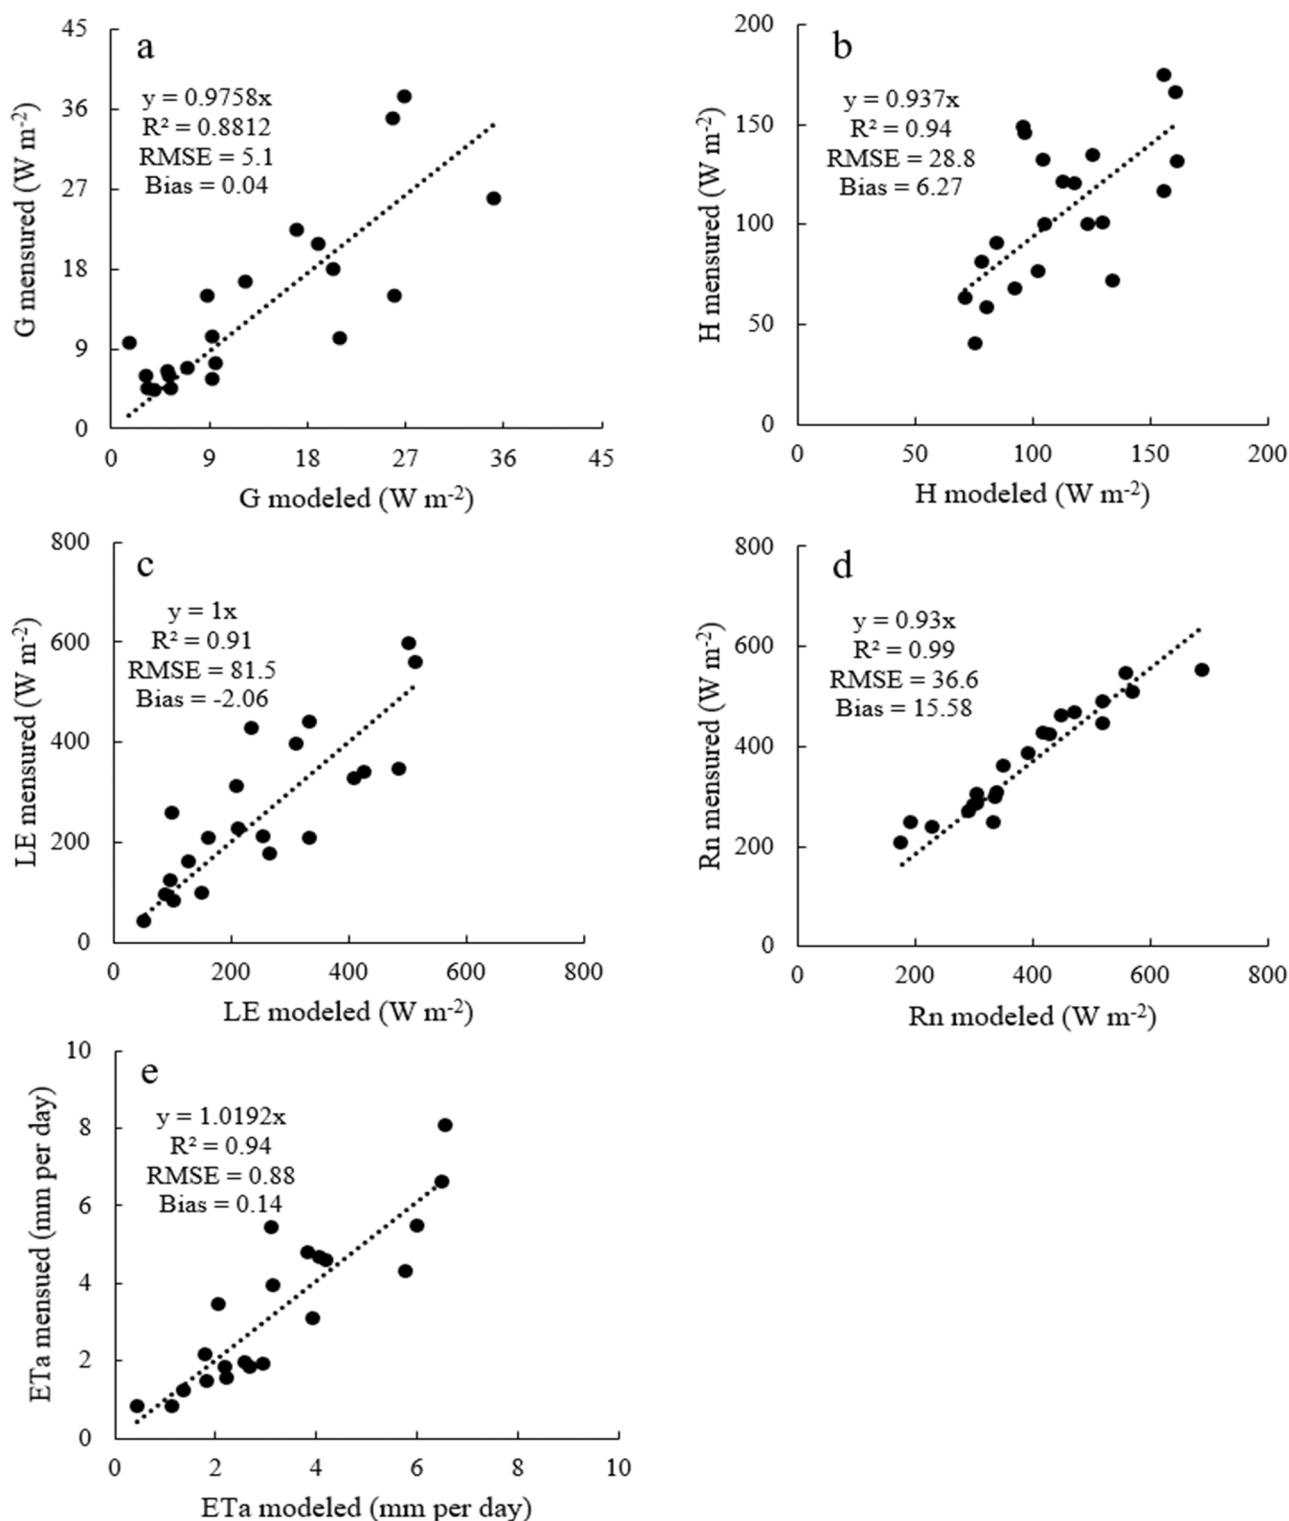 a
y = 0.9758x
R² = 0.8812
RMSE = 5.1
Bias = 0.04
G mensured (W m-2)
45
36
27
18
9
0
0 9 18 27 36 45
G modeled (W m-2)
b
y = 0.937x
R² = 0.94
RMSE = 28.8
Bias = 6.27
H mensured (W m-2)
200
150
100
50
0
0 50 100 150 200
H modeled (W m-2)
c
y = 1x
R² = 0.91
RMSE = 81.5
Bias = -2.06
LE mensured (W m-2)
800
600
400
200
0
0 200 400 600 800
LE modeled (W m-2)
d
y = 0.93x
R² = 0.99
RMSE = 36.6
Bias = 15.58
Rn mensured (W m-2)
800
600
400
200
0
0 200 400 600 800
Rn modeled (W m-2)
e
y = 1.0192x
R² = 0.94
RMSE = 0.88
Bias = 0.14
ETa mensued (mm per day)
10
8
6
4
2
0
0 2 4 6 8 10
ETa modeled (mm per day)